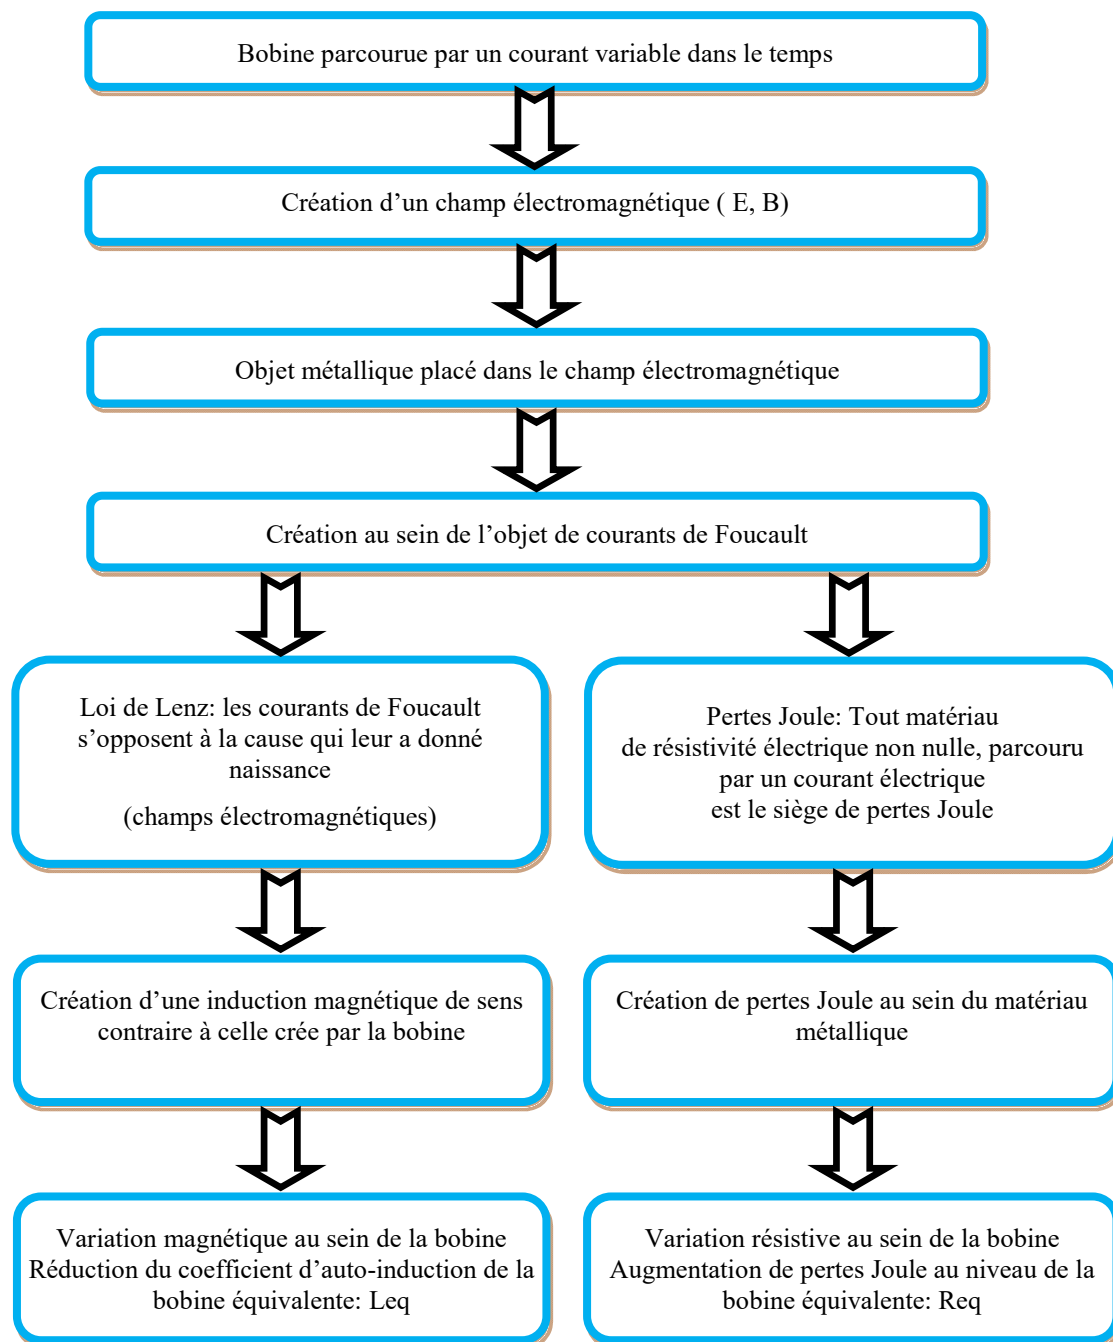 Bobine parcourue par un courant variable dans le temps
Création d’un champ électromagnétique ( E, B)
Objet métallique placé dans le champ électromagnétique
Création au sein de l’objet de courants de Foucault
Loi de Lenz: les courants de Foucault
s’opposent à la cause qui leur a donné
naissance
(champs électromagnétiques)
Pertes Joule: Tout matériau
de résistivité électrique non nulle, parcouru
par un courant électrique
est le siège de pertes Joule
Création d’une induction magnétique de sens
contraire à celle crée par la bobine
Création de pertes Joule au sein du matériau
métallique
Variation magnétique au sein de la bobine
Réduction du coefficient d’auto-induction de la
bobine équivalente: Leq
Variation résistive au sein de la bobine
Augmentation de pertes Joule au niveau de la
bobine équivalente: Req